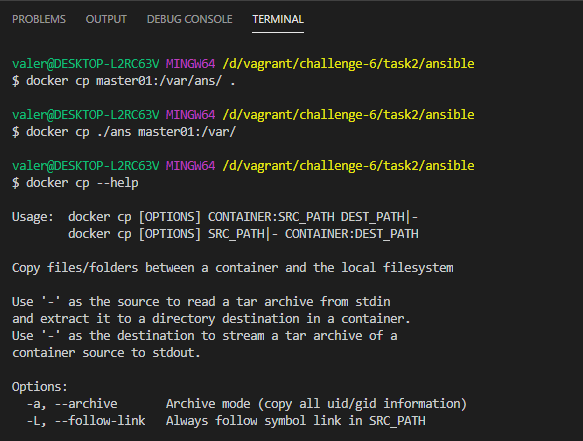 PROBLEMS OUTPUT DEBUG CONSOLE TERMINAL
valer@DESKTOP-L2RC63V MINGW64 /d/vagrant/challenge-6/task2/ansible
$ docker cp master01:/var/ans/ .
valer@DESKTOP-L2RC63V MINGW64 /d/vagrant/challenge-6/task2/ansible
$ docker cp ./ans master01:/var/
valer@DESKTOP-L2RC63V MINGW64 /d/vagrant/challenge-6/task2/ansible
$ docker cp --help
Usage:  docker cp [OPTIONS] CONTAINER:SRC_PATH DEST_PATH|-
        docker cp [OPTIONS] SRC_PATH|- CONTAINER:DEST_PATH
Copy files/folders between a container and the local filesystem
Use '-' as the source to read a tar archive from stdin
and extract it to a directory destination in a container.
Use '-' as the destination to stream a tar archive of a
container source to stdout.
Options:
  -a, --archive       Archive mode (copy all uid/gid information)
  -L, --follow-link   Always follow symbol link in SRC_PATH